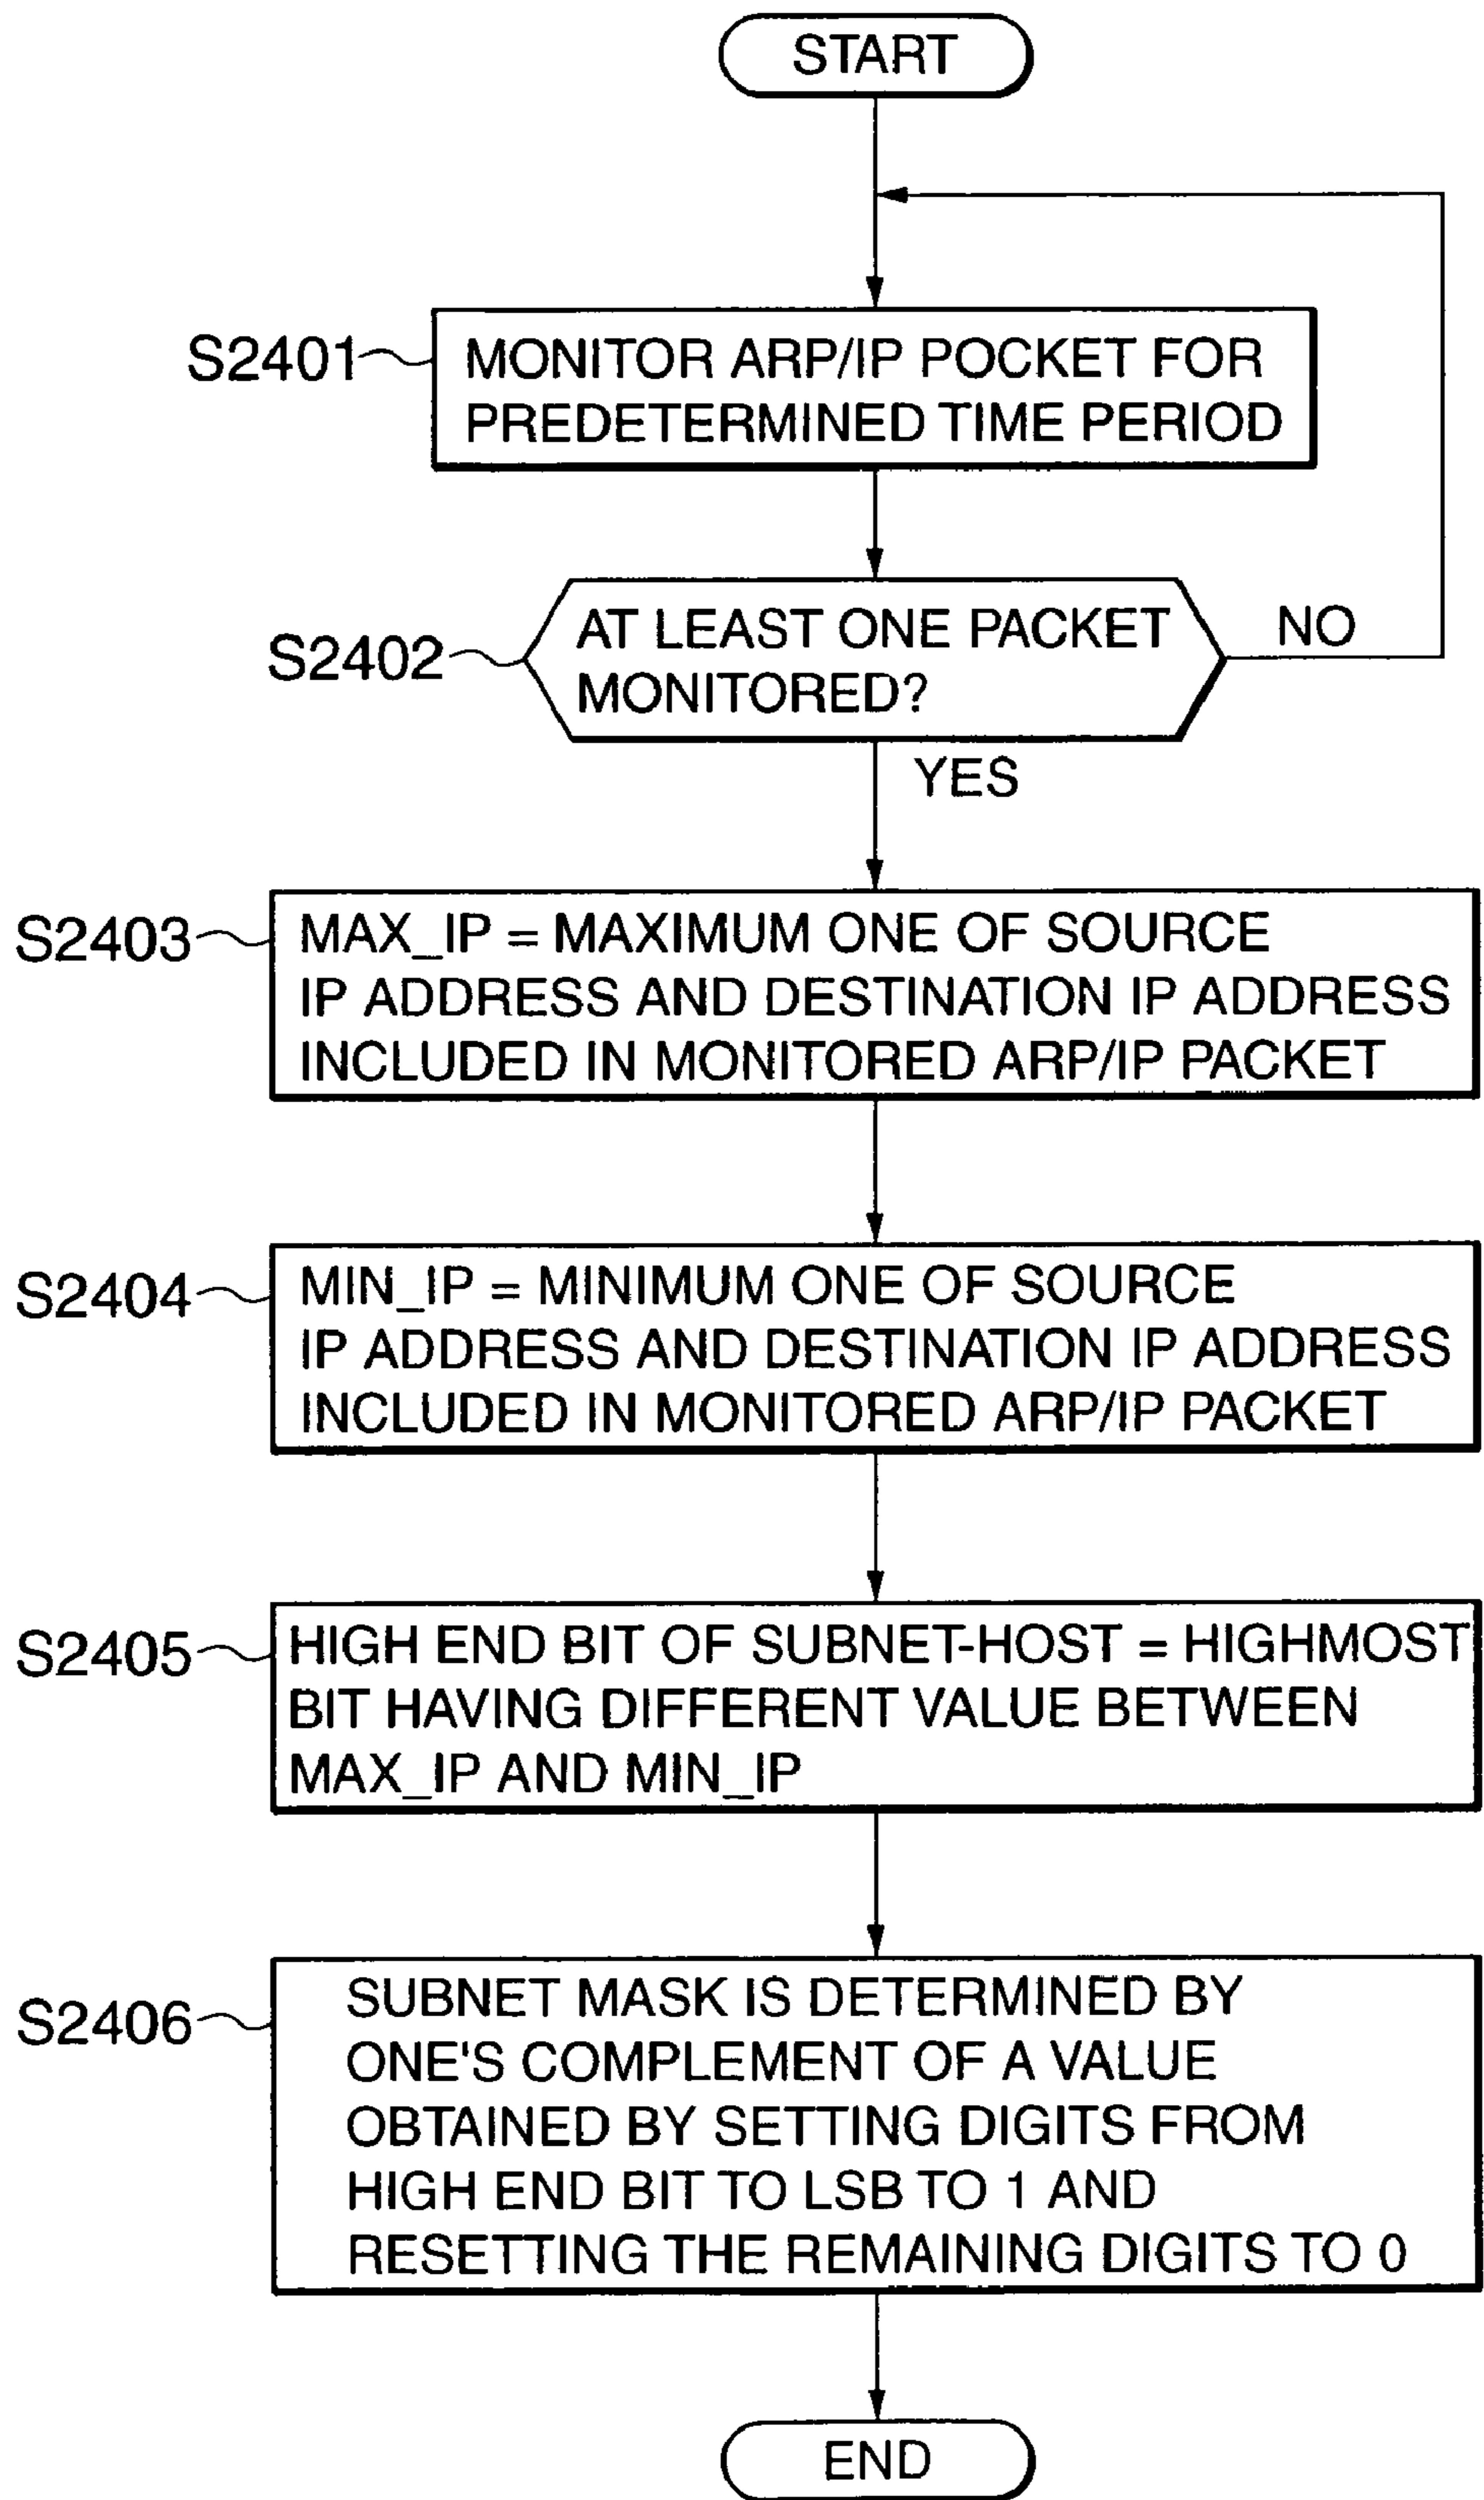 START
S2401
MONITOR ARP/IP POCKET FOR
PREDETERMINED TIME PERIOD
S2402
AT LEAST ONE PACKET
MONITORED?
NO
YES
S2403
MAX_IP = MAXIMUM ONE OF SOURCE
IP ADDRESS AND DESTINATION IP ADDRESS
INCLUDED IN MONITORED ARP/IP PACKET
S2404
MIN_IP = MINIMUM ONE OF SOURCE
IP ADDRESS AND DESTINATION IP ADDRESS
INCLUDED IN MONITORED ARP/IP PACKET
S2405
HIGH END BIT OF SUBNET-HOST = HIGHMOST
BIT HAVING DIFFERENT VALUE BETWEEN
MAX_IP AND MIN_IP
S2406
SUBNET MASK IS DETERMINED BY
ONE'S COMPLEMENT OF A VALUE
OBTAINED BY SETTING DIGITS FROM
HIGH END BIT TO LSB TO 1 AND
RESETTING THE REMAINING DIGITS TO 0
END